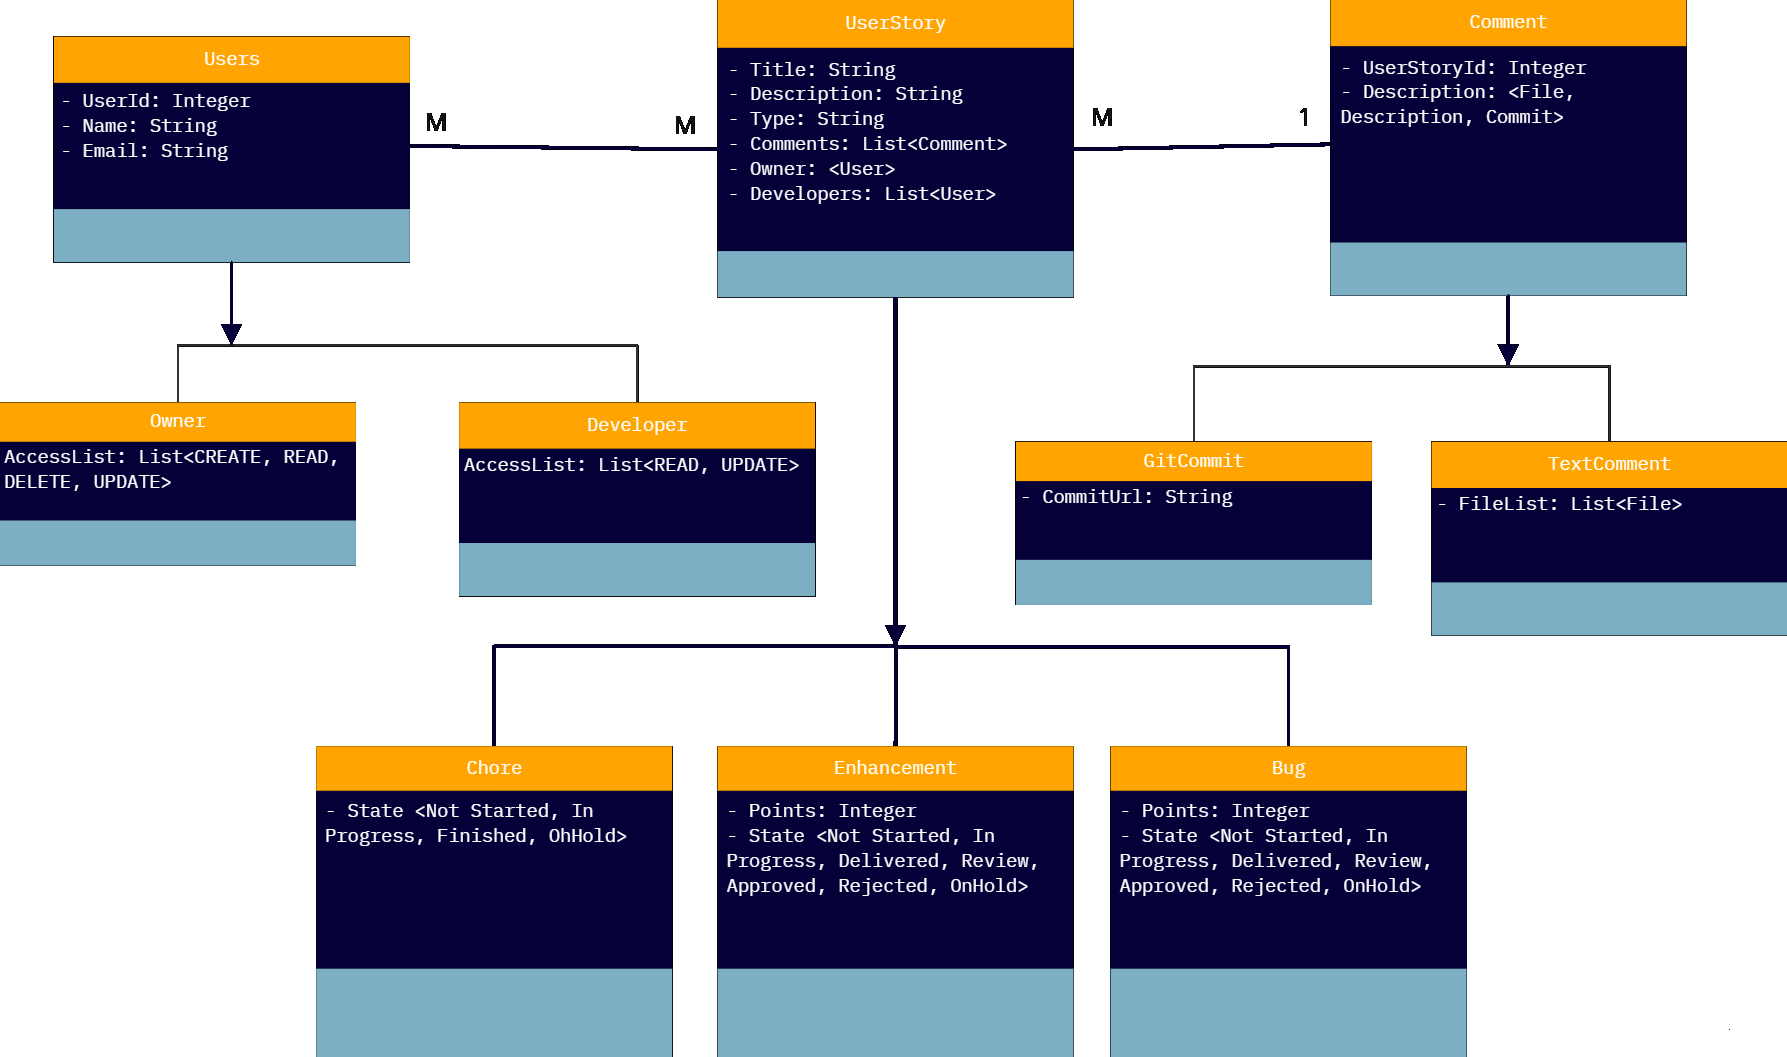 Users
- UserId: Integer
- Name: String
- Email: String
M
M
UserStory
- Title: String
- Description: String
- Type: String
- Comments: List<Comment>
- Owner: <User>
- Developers: List<User>
M
1
Comment
- UserStoryId: Integer
- Description: <File,
Description, Commit>
Owner
AccessList: List<CREATE, READ,
DELETE, UPDATE>
Developer
AccessList: List<READ, UPDATE>
GitCommit
- CommitUrl: String
TextComment
- FileList: List<File>
Chore
- State <Not Started, In
Progress, Finished, OhHold>
Enhancement
- Points: Integer
- State <Not Started, In
Progress, Delivered, Review,
Approved, Rejected, OnHold>
Bug
- Points: Integer
- State <Not Started, In
Progress, Delivered, Review,
Approved, Rejected, OnHold>